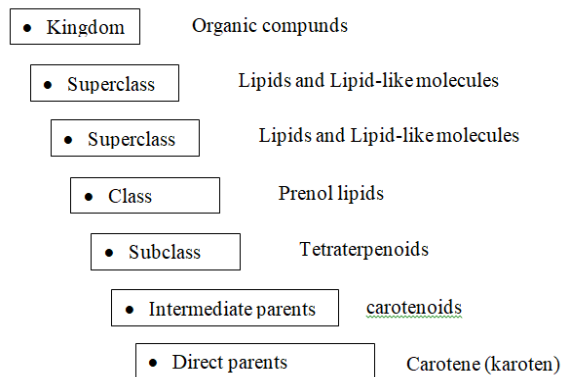 • Kingdom Organic compunds
• Superclass Lipids and Lipid-like molecules
• Superclass Lipids and Lipid-like molecules
• Class Prenol lipids
• Subclass Tetraterpenoids
• Intermediate parents carotenoids
• Direct parents Carotene (karoten)